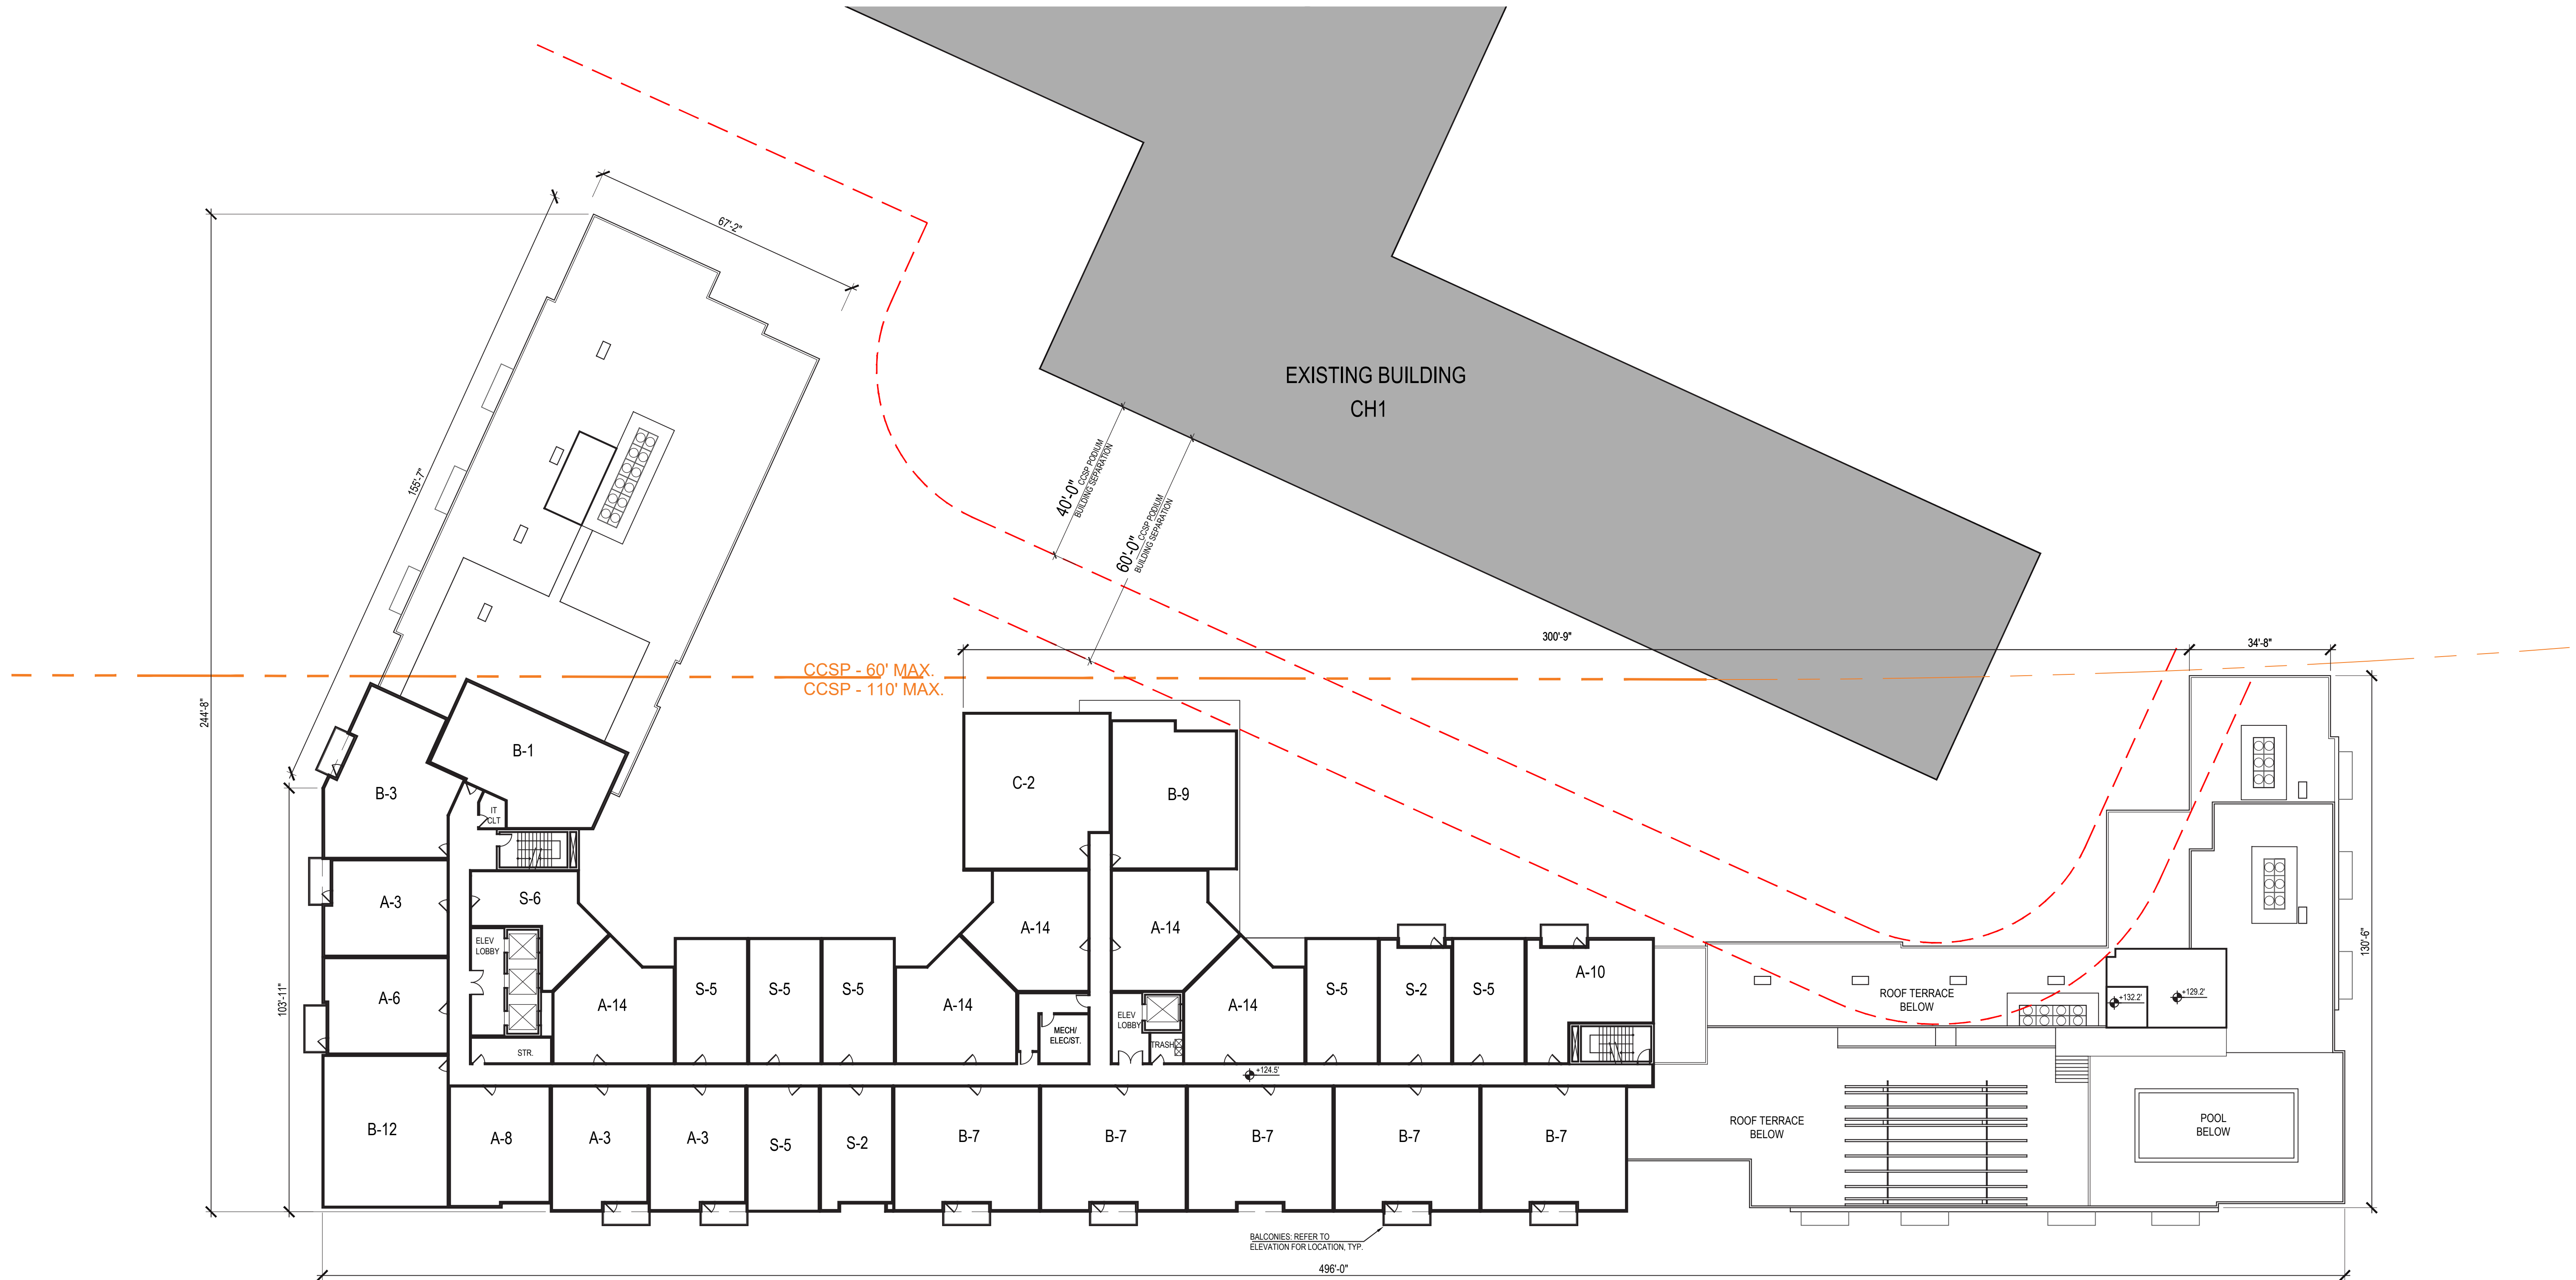 67'-2"
EXISTING BUILDING
CH1
155'-7"
40'-0" CCSP PODIUM
BUILDING SEPARATION
60'-0" CCSP PODIUM
BUILDING SEPARATION
300'-9"
34'-8"
CCSP - 60' MAX.
CCSP - 110' MAX.
244'-8"
B-1
B-3
C-2
B-9
IT
CLT
A-3
S-6
A-14
A-14
ELEV
LOBBY
130'-6"
A-10
A-6
S-5
S-5
S-5
S-5
S-2
S-5
ROOF TERRACE
BELOW
+132.2'
+129.2'
103'-11"
A-14
A-14
A-14
ELEV
LOBBY
MECH/
ELEC/ST.
TRASH
STR.
+124.5'
B-12
A-8
A-3
A-3
S-5
S-2
B-7
B-7
B-7
B-7
B-7
ROOF TERRACE
BELOW
POOL
BELOW
BALCONIES: REFER TO
ELEVATION FOR LOCATION, TYP.
496'-0"